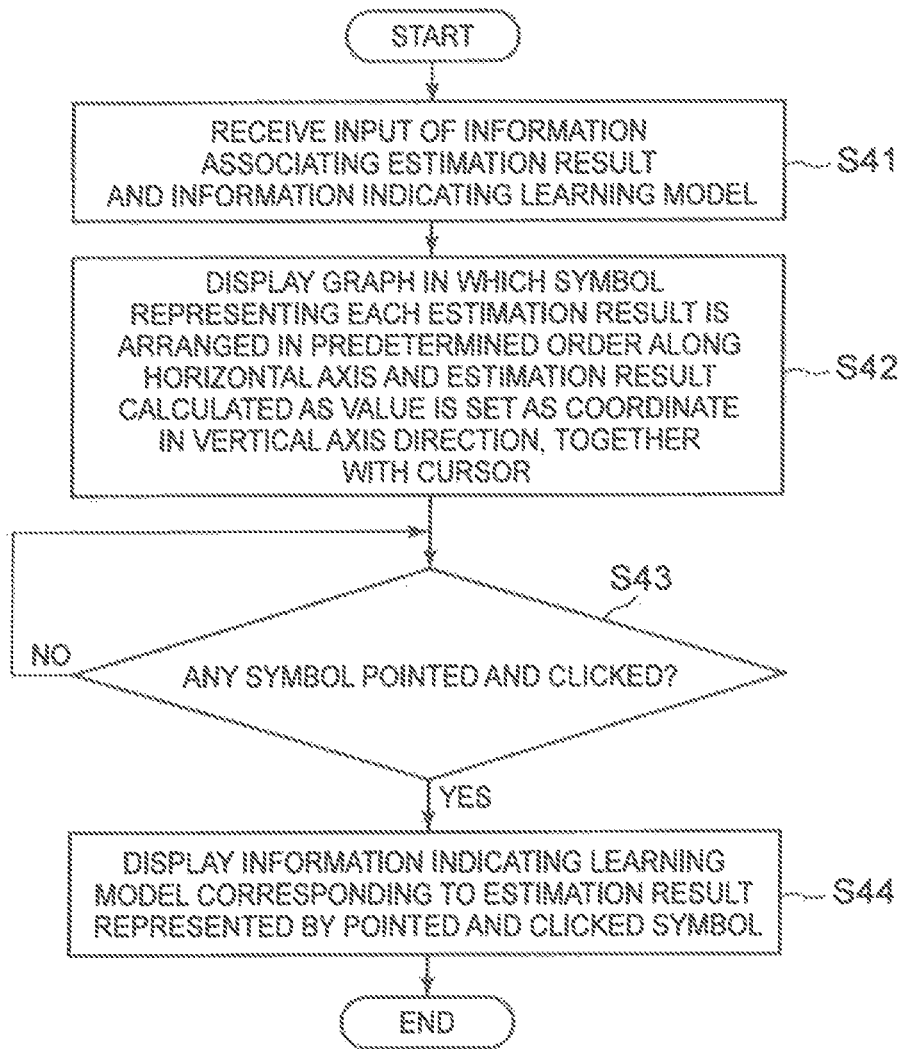 START
RECEIVE INPUT OF INFORMATION
ASSOCIATING ESTIMATION RESULT
AND INFORMATION INDICATING LEARNING MODEL
S41
DISPLAY GRAPH IN WHICH SYMBOL
REPRESENTING EACH ESTIMATION RESULT IS
ARRANGED IN PREDETERMINED ORDER ALONG
HORIZONTAL AXIS AND ESTIMATION RESULT
CALCULATED AS VALUE IS SET AS COORDINATE
IN VERTICAL AXIS DIRECTION, TOGETHER
WITH CURSOR
S42
S43
NO
ANY SYMBOL POINTED AND CLICKED?
YES
DISPLAY INFORMATION INDICATING LEARNING
MODEL CORRESPONDING TO ESTIMATION RESULT
REPRESENTED BY POINTED AND CLICKED SYMBOL
S44
END